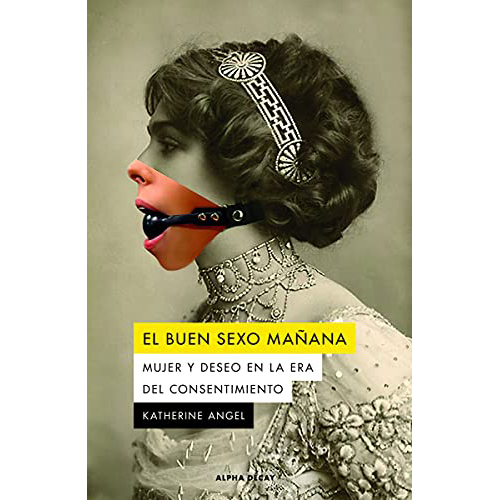 EL BUEN SEXO MAÑANA
MUJER Y DESEO EN LA ERA
DEL CONSENTIMIENTO
KATHERINE ANGEL
ALPHA DECAY